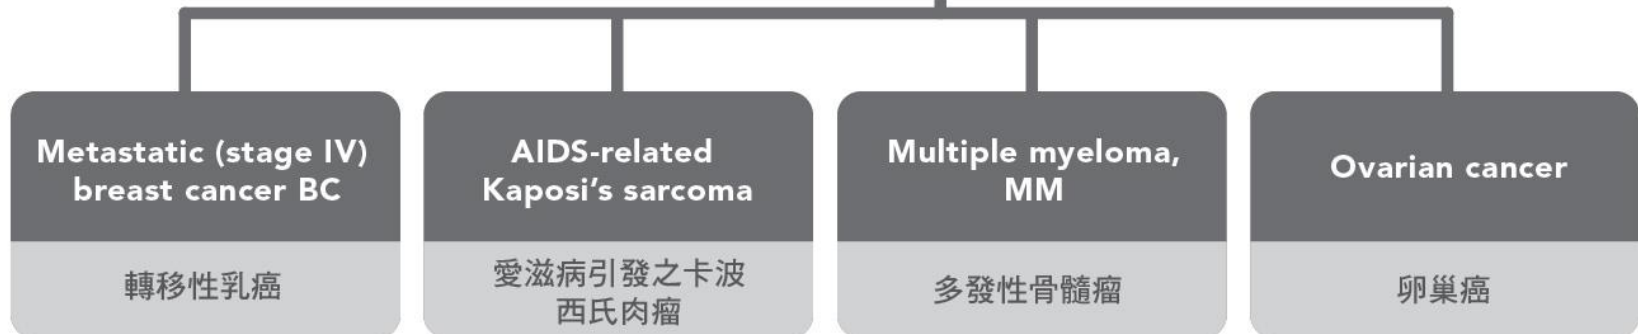 Metastatic (stage IV)
breast cancer BC
轉移性乳癌
AIDS-related
Kaposi's sarcoma
愛滋病引發之卡波
西氏肉瘤
Multiple myeloma,
MM
多發性骨髓瘤
Ovarian cancer
卵巢癌